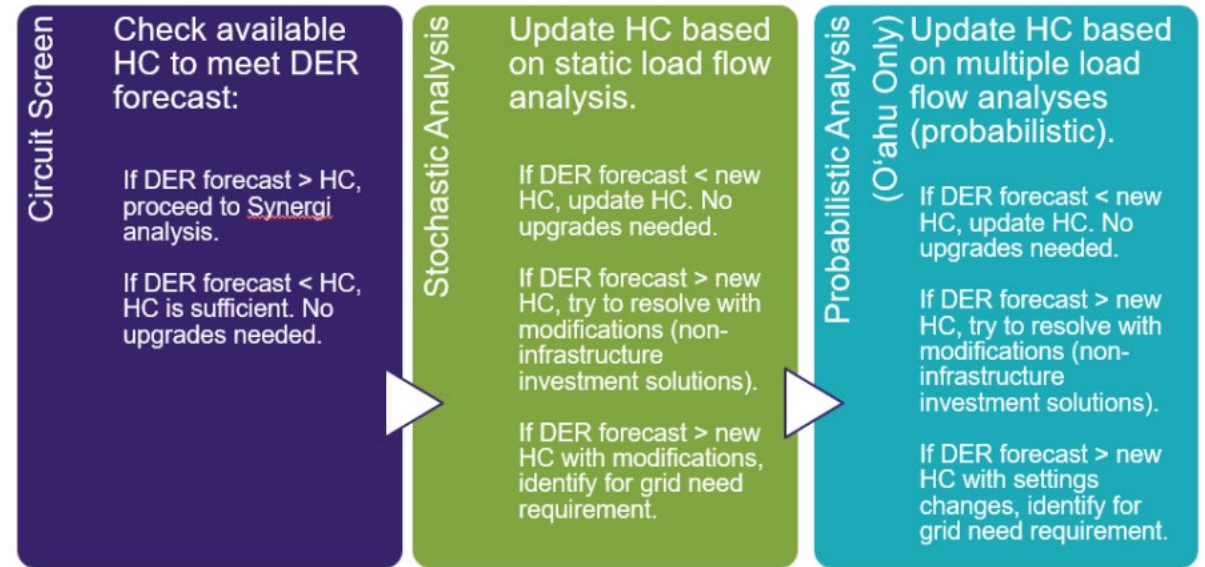 Circuit Screen
Check available
HC to meet DER
forecast:
If DER forecast > HC,
proceed to Synergi
analysis.
If DER forecast < HC,
HC is sufficient. No
upgrades needed.
Stochastic Analysis
Update HC based
on static load flow
analysis.
If DER forecast < new
HC, update HC. No
upgrades needed.
If DER forecast > new
HC, try to resolve with
modifications (non-
infrastructure
investment solutions).
If DER forecast > new
HC with modifications,
identify for grid need
requirement.
Probabilistic Analysis
(Oʻahu Only)
Update HC based
on multiple load
flow analyses
(probabilistic).
If DER forecast < new
HC, update HC. No
upgrades needed.
If DER forecast > new
HC, try to resolve with
modifications (non-
infrastructure
investment solutions).
If DER forecast > new
HC with settings
changes, identify for
grid need requirement.